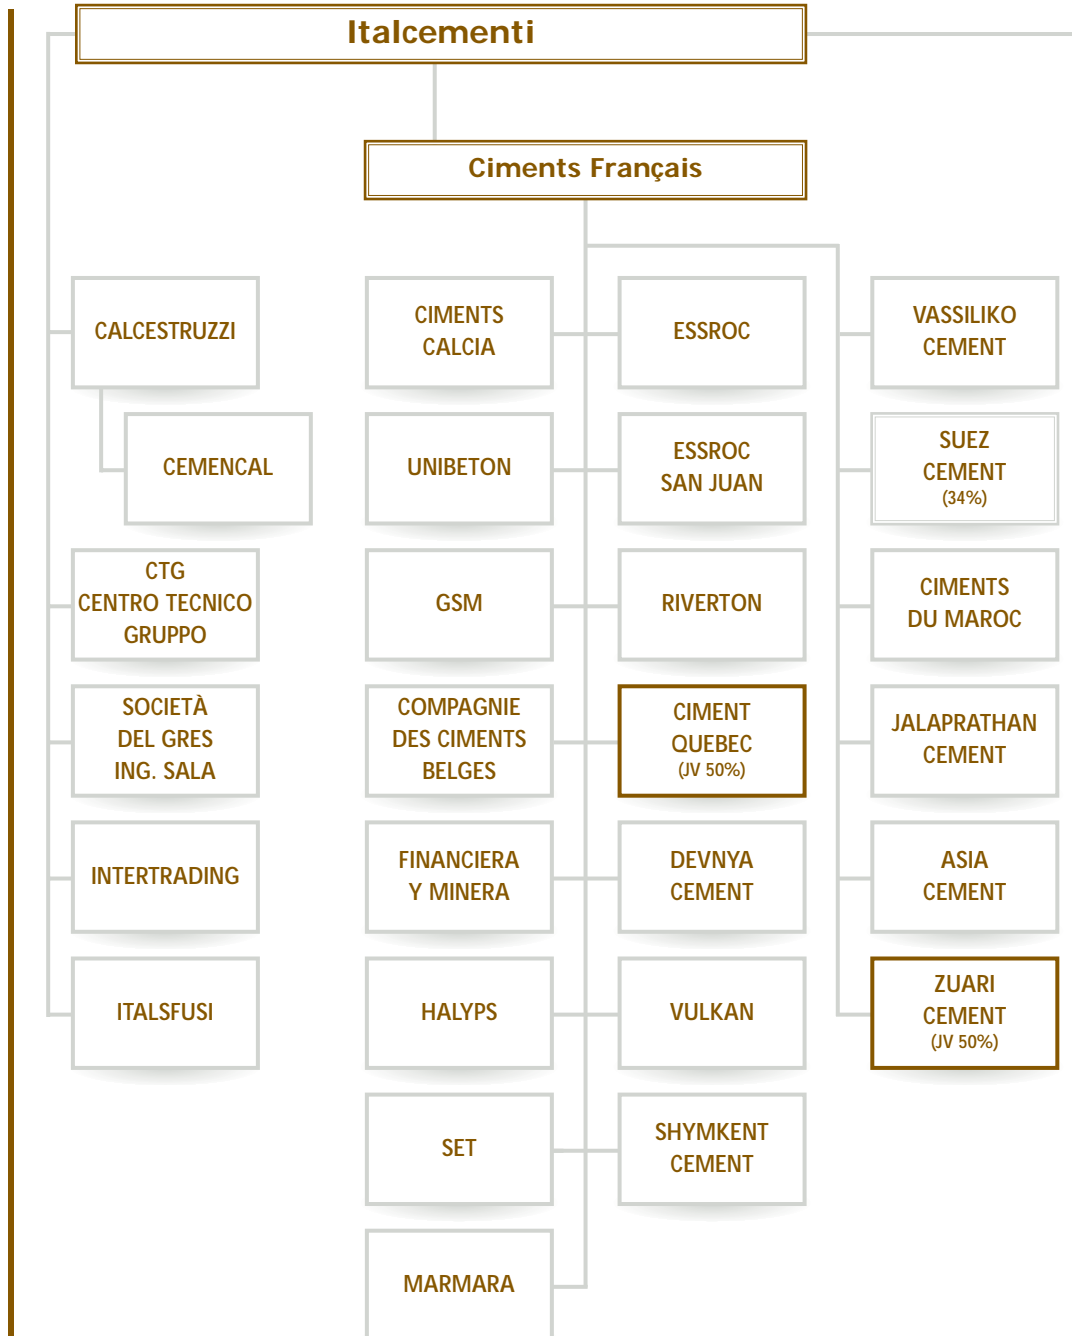 Italcementi
Ciments Français
CALCESTRUZZI
CEMENCAL
CTG
CENTRO TECNICO
GRUPPO
SOCIETÀ
DEL GRES
ING. SALA
INTERTRADING
ITALSFUSI
CIMENTS
CALCIA
UNIBETON
GSM
COMPAGNIE
DES CIMENTS
BELGES
FINANCIERA
Y MINERA
HALYPS
SET
MARMARA
ESSROC
ESSROC
SAN JUAN
RIVERTON
CIMENT
QUEBEC
(JV 50%)
DEVNYA
CEMENT
VULKAN
SHYMKENT
CEMENT
VASSILIKO
CEMENT
SUEZ
CEMENT
(34%)
CIMENTS
DU MAROC
JALAPRATHAN
CEMENT
ASIA
CEMENT
ZUARI
CEMENT
(JV 50%)